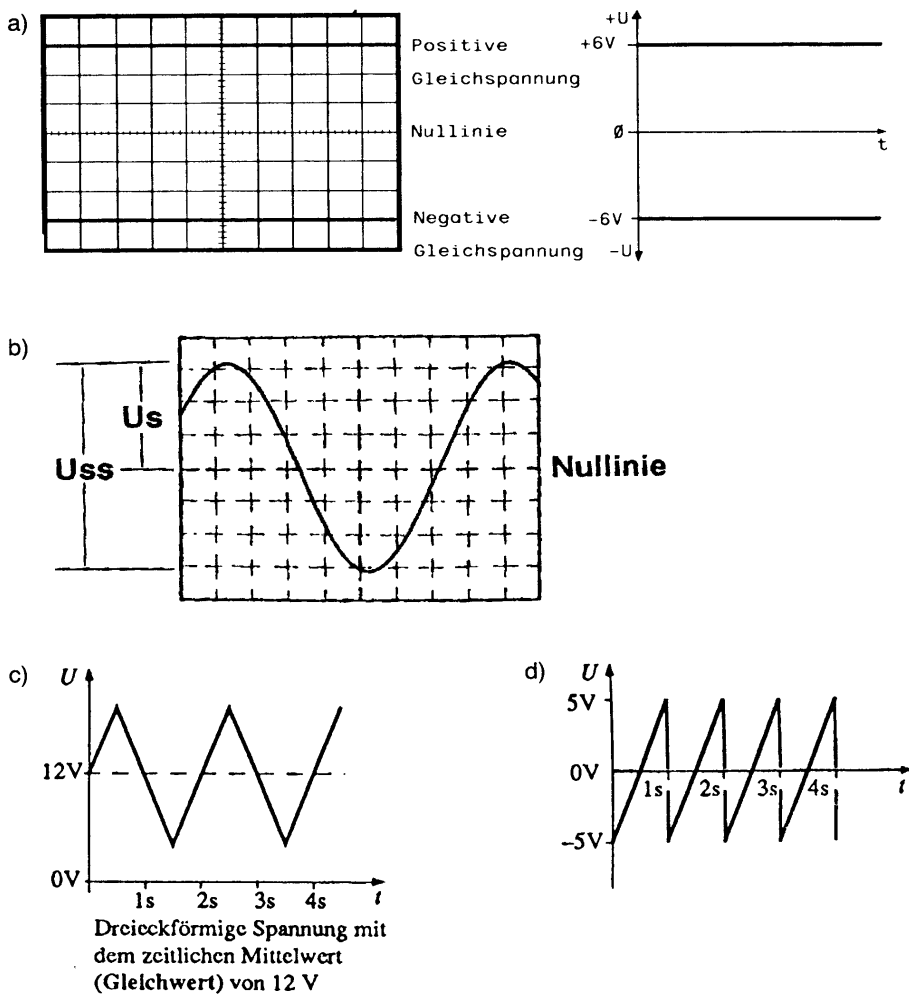 a)
Positive
Gleichspannung
Nullinie
Negative
Gleichspannung
+U
+6V
Ø
t
-6V
-U
b)
Us
Uss
Nullinie
c)
U
12V
0V
1s 2s 3s 4s t
Dreieckförmige Spannung mit
dem zeitlichen Mittelwert
(Gleichwert) von 12 V
d)
U
5V
0V
1s 2s 3s 4s t
-5V